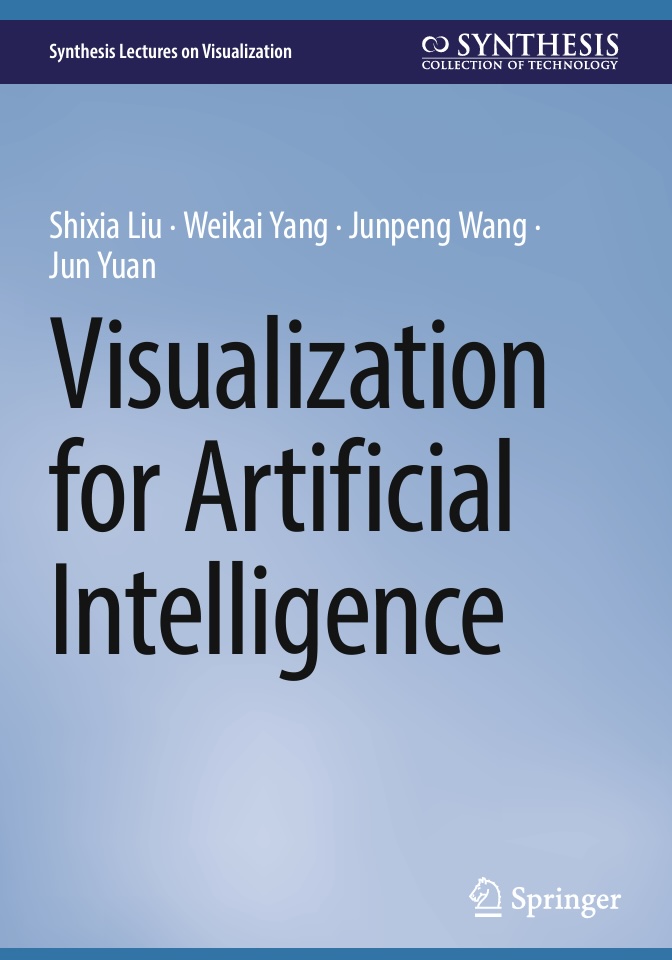 Synthesis Lectures on Visualization
SYNTHESIS
COLLECTION OF TECHNOLOGY
Shixia Liu · Weikai Yang · Junpeng Wang ·
Jun Yuan
Visualization
for Artificial
Intelligence
Springer